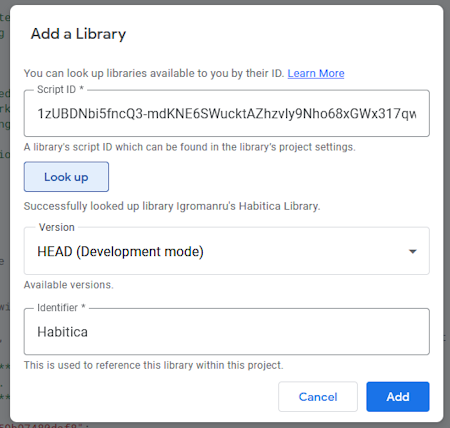 Add a Library
You can look up libraries available to you by their ID. Learn More
Script ID *
1zUBDNbi5fncQ3-mdKNE6SWucktAZhzvIy9Nho68xGWx317qw
A library's script ID which can be found in the library's project settings.
Look up
Successfully looked up library Igromanru's Habitica Library.
Version
HEAD (Development mode)
Available versions.
Identifier *
Habitica
This is used to reference this library within this project.
Cancel Add